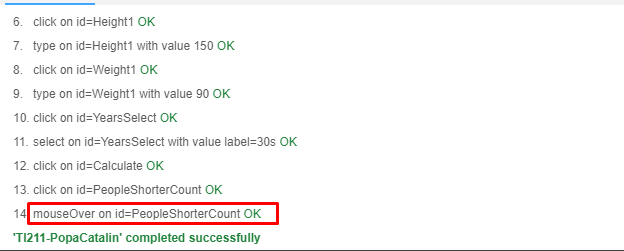 6. click on id=Height1 OK
7. type on id=Height1 with value 150 OK
8. click on id=Weight1 OK
9. type on id=Weight1 with value 90 OK
10. click on id=YearsSelect OK
11. select on id=YearsSelect with value label=30s OK
12. click on id=Calculate OK
13. click on id=PeopleShorterCount OK
14. mouseOver on id=PeopleShorterCount OK
'TI211-PopaCatalin' completed successfully